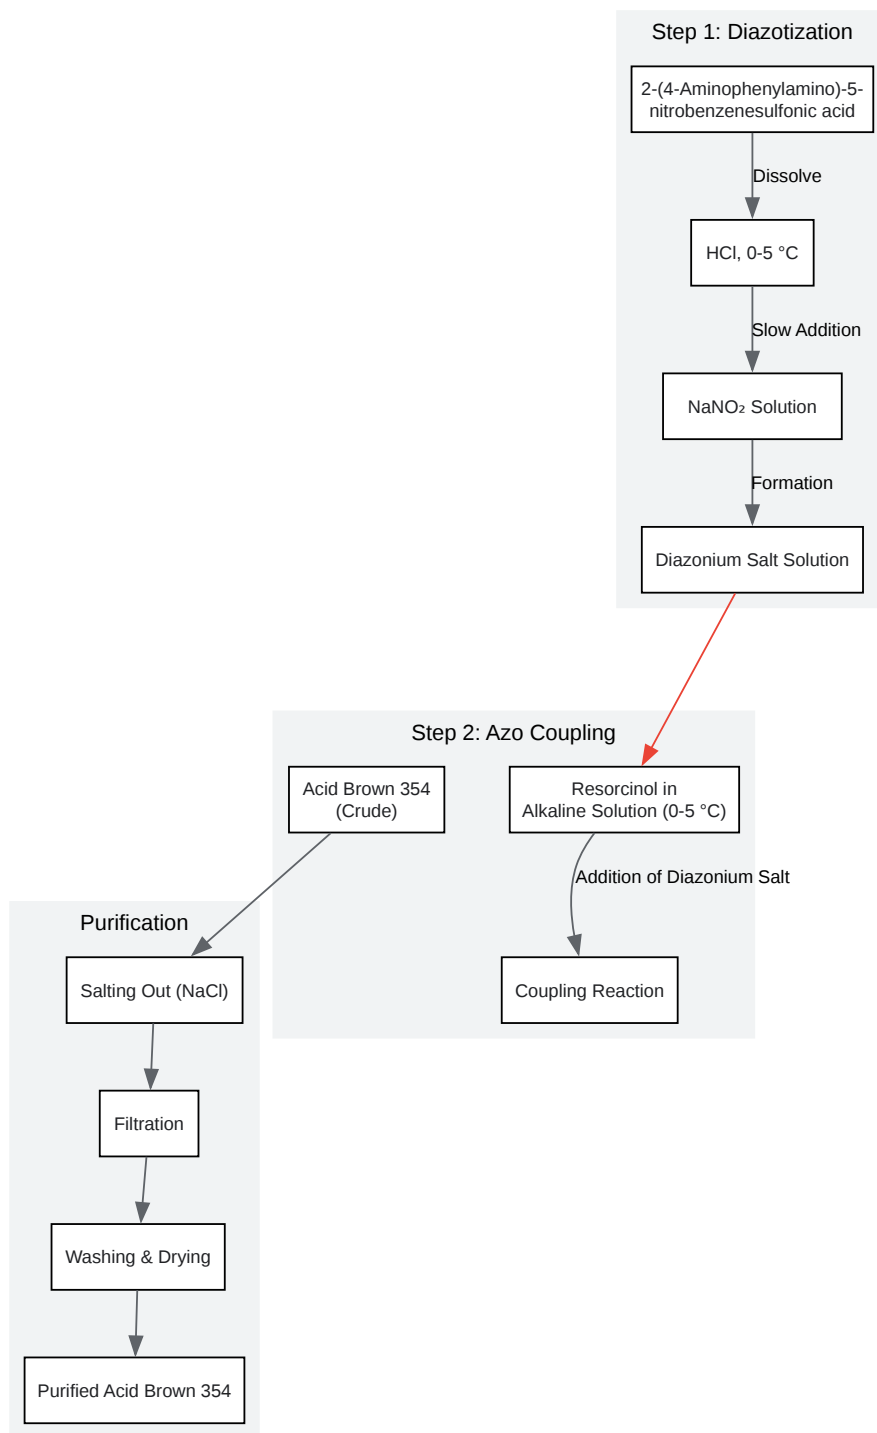 Step 1: Diazotization
2-(4-Aminophenylamino)-5-
nitrobenzenesulfonic acid
Dissolve
HCl, 0-5 °C
Slow Addition
NaNO₂ Solution
Formation
Diazonium Salt Solution
Step 2: Azo Coupling
Acid Brown 354
(Crude)
Resorcinol in
Alkaline Solution (0-5 °C)
Addition of Diazonium Salt
Coupling Reaction
Purification
Salting Out (NaCl)
Filtration
Washing & Drying
Purified Acid Brown 354